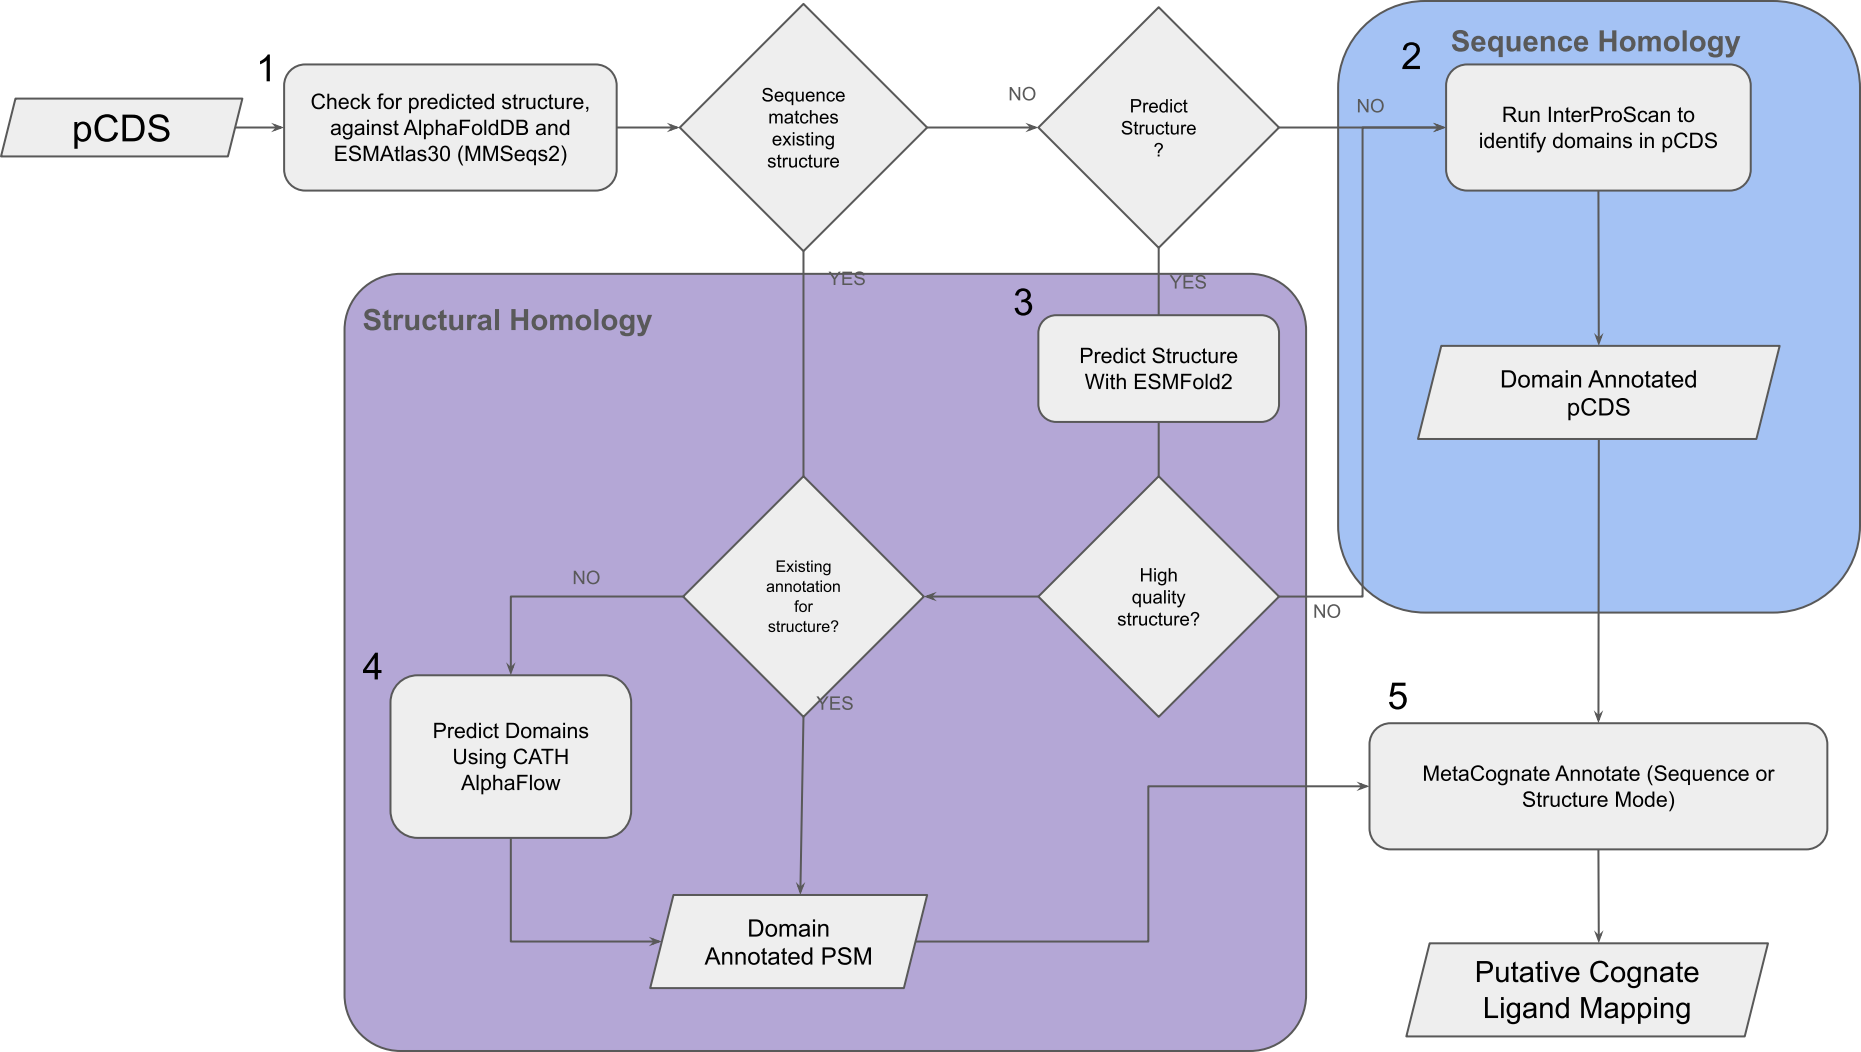 1
pCDS
Check for predicted structure,
against AlphaFoldDB and
ESMAtlas30 (MMSeqs2)
Sequence
matches
existing
structure
NO
Predict
Structure
?
NO
Sequence Homology
2
Run InterProScan to
identify domains in pCDS
YES
YES
Structural Homology
3
Predict Structure
With ESMFold2
Domain Annotated
pCDS
Existing
annotation
for
structure?
High
quality
structure?
NO
NO
YES
4
Predict Domains
Using CATH
AlphaFlow
5
MetaCognate Annotate (Sequence or
Structure Mode)
Domain
Annotated PSM
Putative Cognate
Ligand Mapping